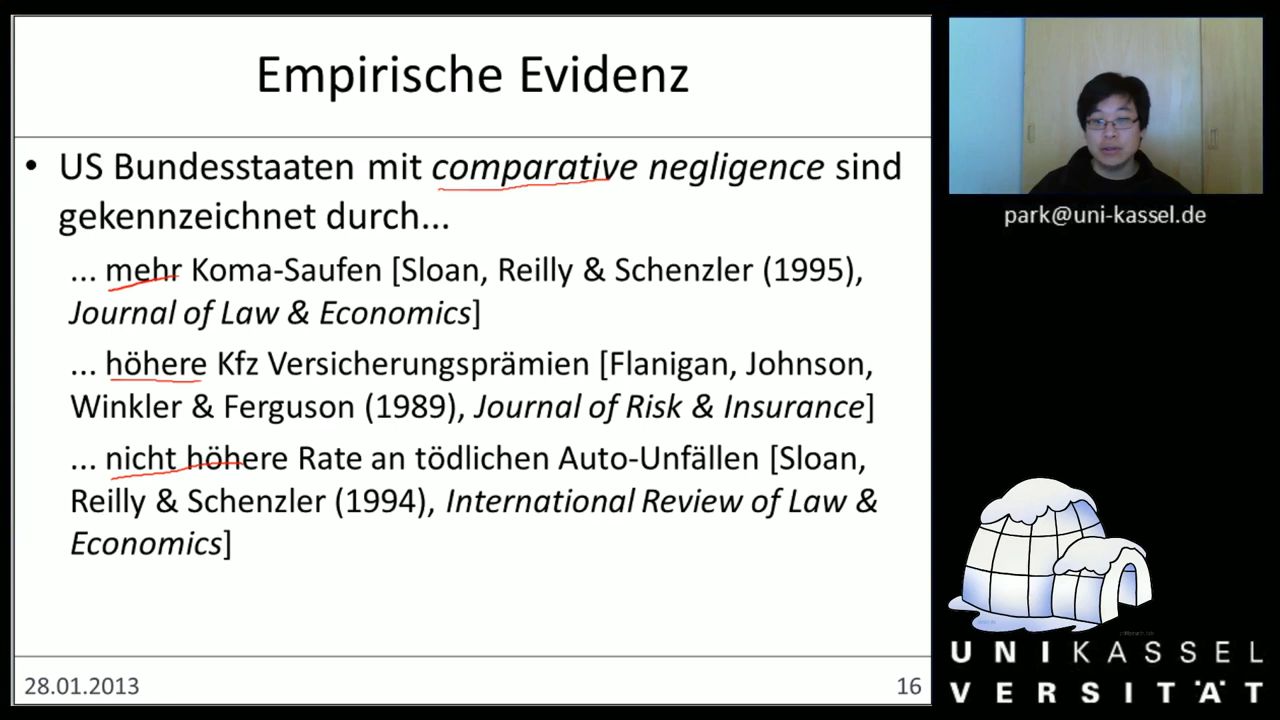 Empirische Evidenz
• US Bundesstaaten mit comparative negligence sind
gekennzeichnet durch...
... mehr Koma-Saufen [Sloan, Reilly & Schenzler (1995),
Journal of Law & Economics]
... höhere Kfz Versicherungsprämien [Flanigan, Johnson,
Winkler & Ferguson (1989), Journal of Risk & Insurance]
... nicht höhere Rate an tödlichen Auto-Unfällen [Sloan,
Reilly & Schenzler (1994), International Review of Law &
Economics]
28.01.2013
16
park@uni-kassel.de
UNIKASSEL
VERSITÄT